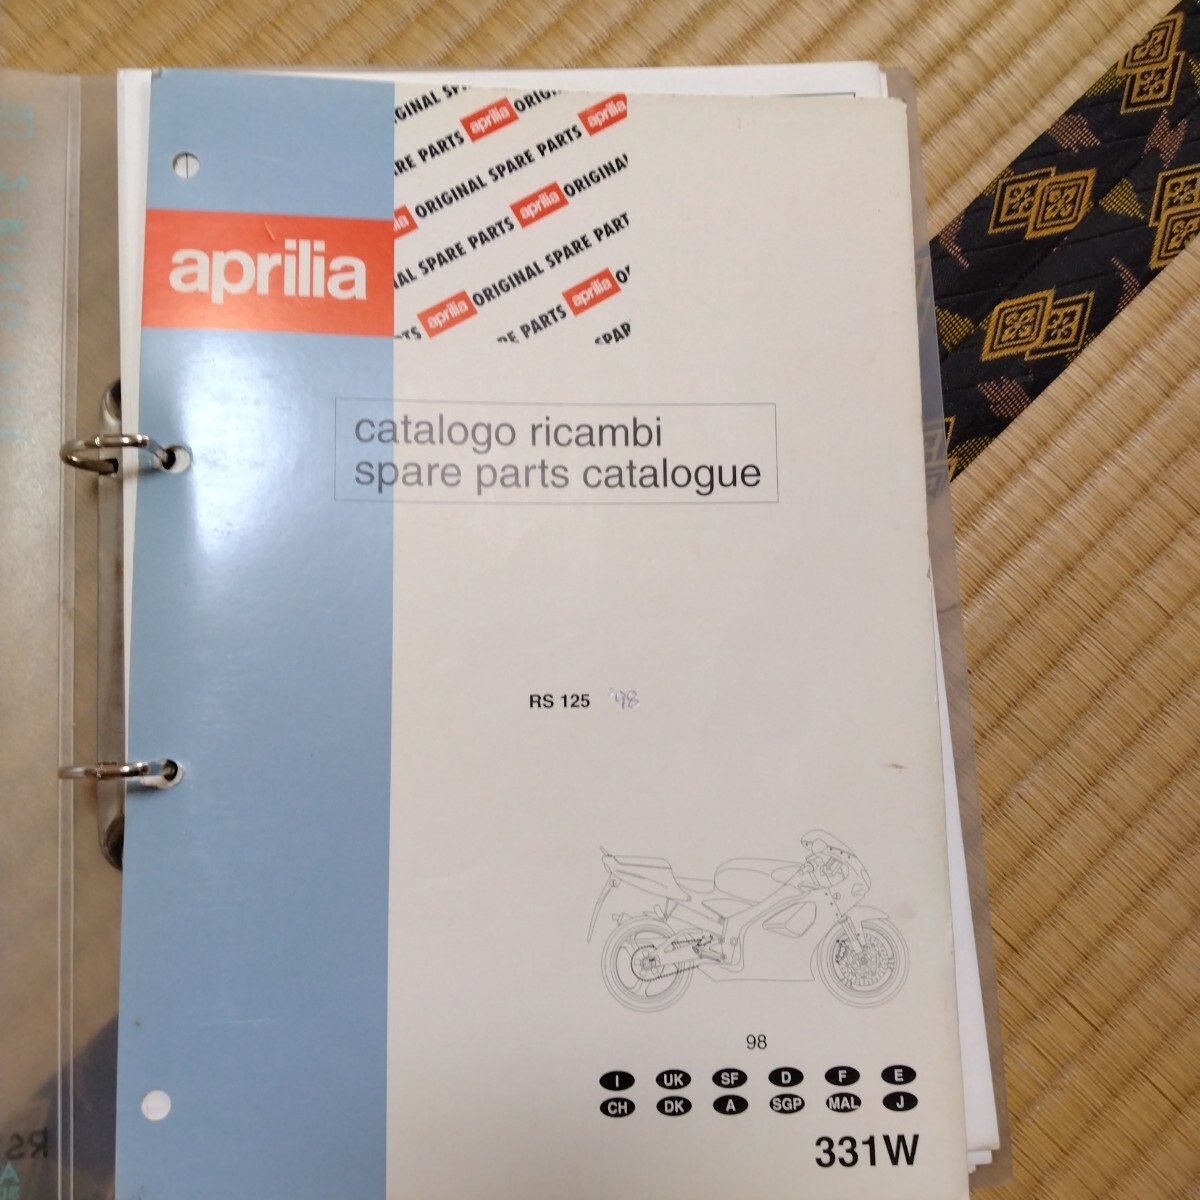 aprilia
ORIGINAL SPARE PARTS aprilia
catalogo ricambi
spare parts catalogue
RS 125 '98
98
I UK SF D F E
CH DK A SGP MAL J
331W